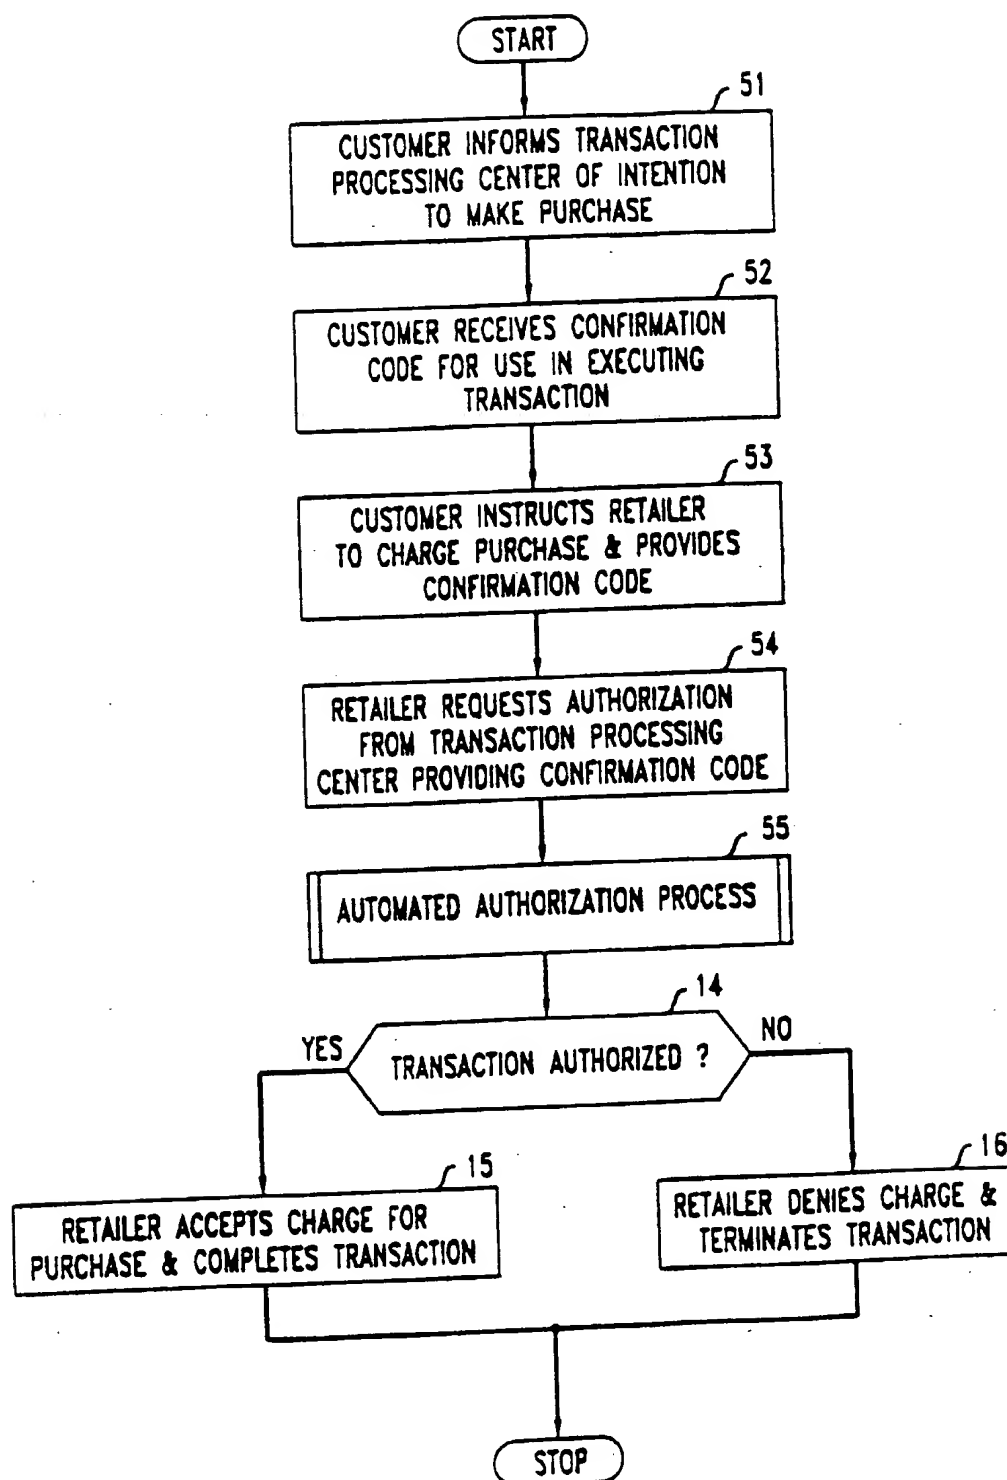 START
51
CUSTOMER INFORMS TRANSACTION
PROCESSING CENTER OF INTENTION
TO MAKE PURCHASE
52
CUSTOMER RECEIVES CONFIRMATION
CODE FOR USE IN EXECUTING
TRANSACTION
53
CUSTOMER INSTRUCTS RETAILER
TO CHARGE PURCHASE & PROVIDES
CONFIRMATION CODE
54
RETAILER REQUESTS AUTHORIZATION
FROM TRANSACTION PROCESSING
CENTER PROVIDING CONFIRMATION CODE
55
AUTOMATED AUTHORIZATION PROCESS
14
YES
TRANSACTION AUTHORIZED ?
NO
15
RETAILER ACCEPTS CHARGE FOR
PURCHASE & COMPLETES TRANSACTION
16
RETAILER DENIES CHARGE &
TERMINATES TRANSACTION
STOP